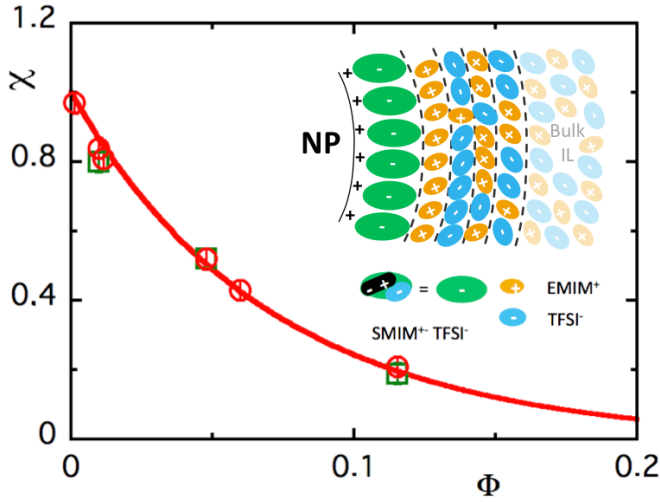 1.2
χ
0.8
0.4
0
0
0.1
0.2
Φ
NP
Bulk
IL
= EMIM⁺
SMIM⁺⁻ TFSI⁻
TFSI⁻